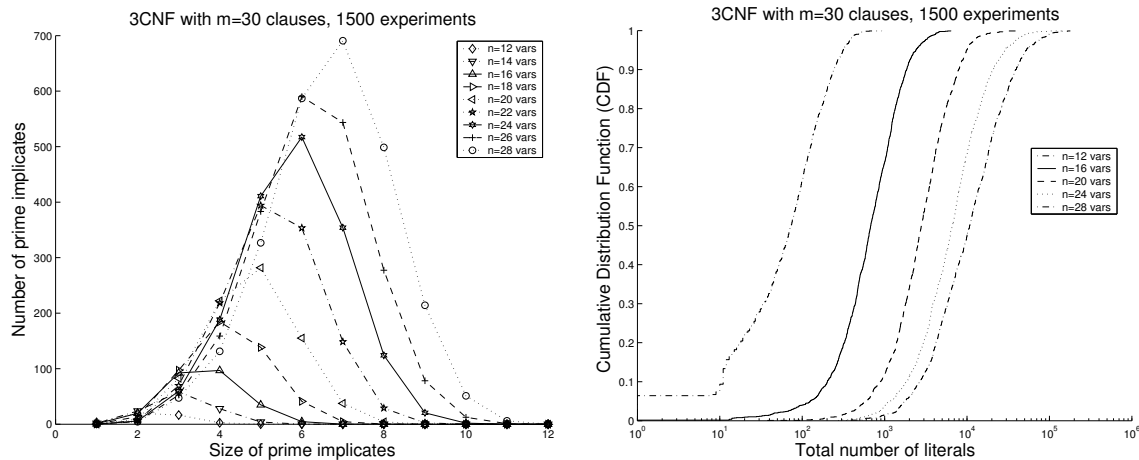 3CNF with m=30 clauses, 1500 experiments
700
600
500
400
300
200
100
0
0
2
4
6
8
10
12
Number of prime implicates
Size of prime implicates
n=12 vars
n=14 vars
n=16 vars
n=18 vars
n=20 vars
n=22 vars
n=24 vars
n=26 vars
n=28 vars
3CNF with m=30 clauses, 1500 experiments
1
0.9
0.8
0.7
0.6
0.5
0.4
0.3
0.2
0.1
0
10^0
10^1
10^2
10^3
10^4
10^5
10^6
Cumulative Distribution Function (CDF)
Total number of literals
n=12 vars
n=16 vars
n=20 vars
n=24 vars
n=28 vars